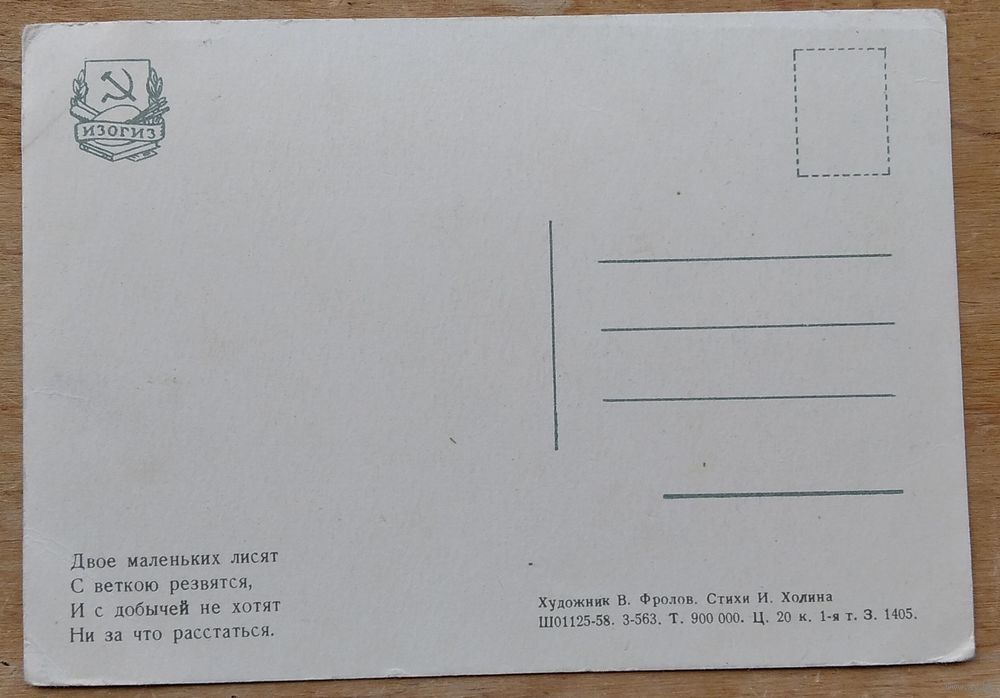 ИЗОГИЗ
Двое маленьких лисят
С веткою резвятся,
И с добычей не хотят
Ни за что расстаться.
Художник В. Фролов. Стихи И. Холина
Ш01125-58. 3-563. Т. 900 000. Ц. 20 к. 1-я т. З. 1405.